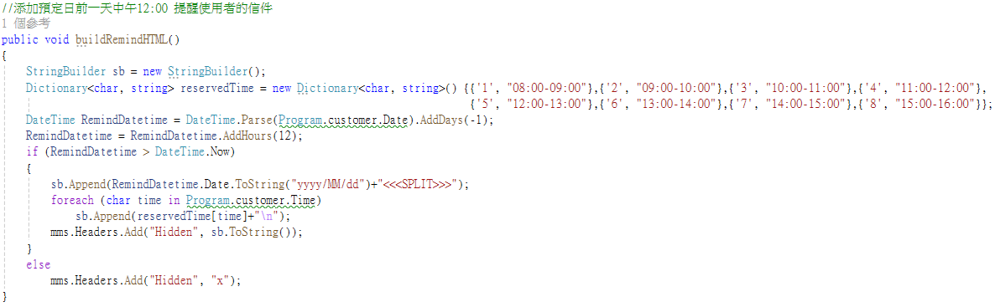 //添加預定日前一天中午12:00 提醒使用者的信件
1 個參考
public void buildRemindHTML()
{
    StringBuilder sb = new StringBuilder();
    Dictionary<char, string> reservedTime = new Dictionary<char, string>() {{'1', "08:00-09:00"},{'2', "09:00-10:00"},{'3', "10:00-11:00"},{'4', "11:00-12:00"},
                                                                            {'5', "12:00-13:00"},{'6', "13:00-14:00"},{'7', "14:00-15:00"},{'8', "15:00-16:00"}};
    DateTime RemindDatetime = DateTime.Parse(Program.customer.Date).AddDays(-1);
    RemindDatetime = RemindDatetime.AddHours(12);
    if (RemindDatetime > DateTime.Now)
    {
        sb.Append(RemindDatetime.Date.ToString("yyyy/MM/dd")+"<<<SPLIT>>>");
        foreach (char time in Program.customer.Time)
            sb.Append(reservedTime[time]+"\n");
        mms.Headers.Add("Hidden", sb.ToString());
    }
    else
        mms.Headers.Add("Hidden", "x");
}